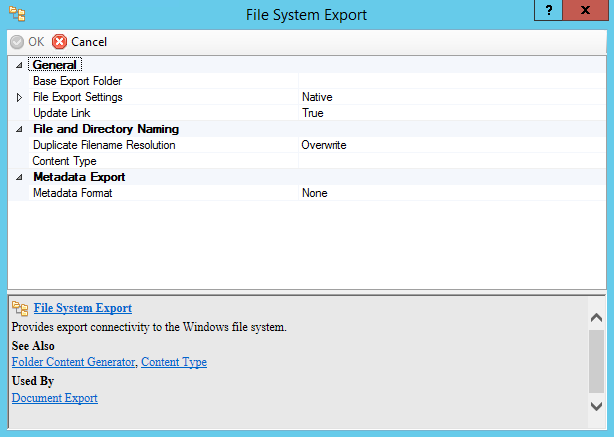 File System Export
? x
OK Cancel
General
Base Export Folder
File Export Settings Native
Update Link True
File and Directory Naming
Duplicate Filename Resolution Overwrite
Content Type
Metadata Export
Metadata Format None
File System Export
Provides export connectivity to the Windows file system.
See Also
Folder Content Generator, Content Type
Used By
Document Export